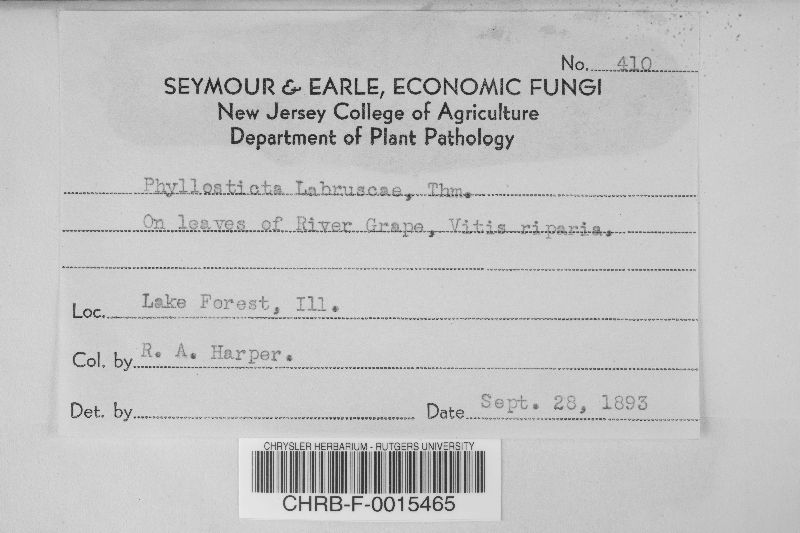 No. 410
SEYMOUR & EARLE, ECONOMIC FUNGI
New Jersey College of Agriculture
Department of Plant Pathology
Phyllosticta Labruscae, Thm.
On leaves of River Grape, Vitis riparia.
Loc. Lake Forest, Ill.
Col. by R. A. Harper.
Det. by
Date Sept. 28, 1893
CHRYSLER HERBARIUM - RUTGERS UNIVERSITY
CHRB-F-0015465